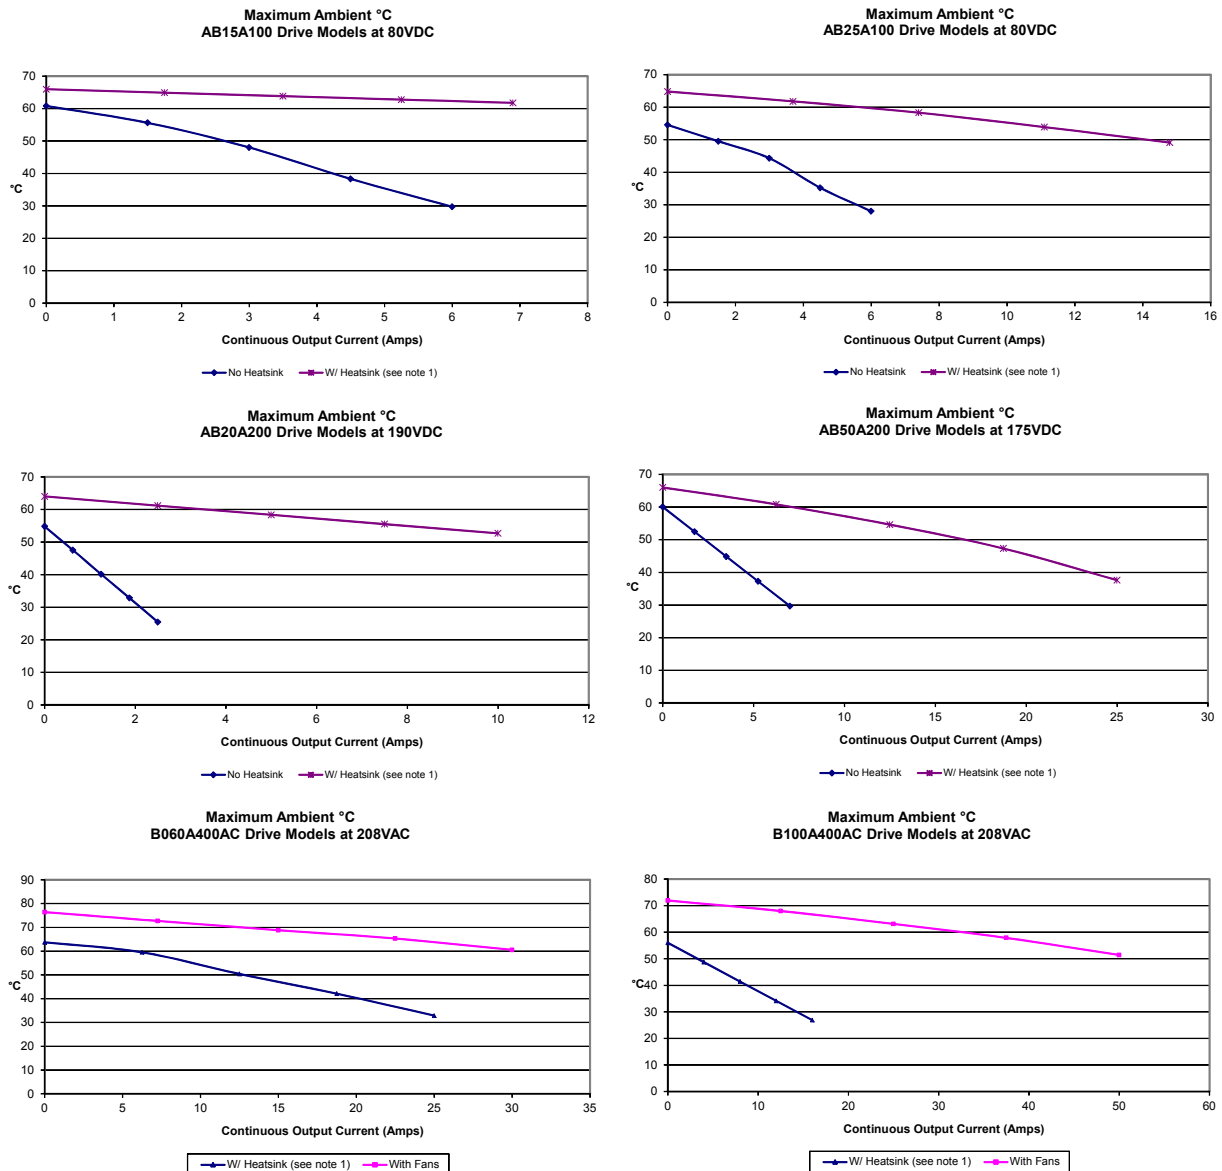 Maximum Ambient °C
AB15A100 Drive Models at 80VDC
70
60
50
40
°C
30
20
10
0
0 1 2 3 4 5 6 7 8
Continuous Output Current (Amps)
No Heatsink W/ Heatsink (see note 1)
Maximum Ambient °C
AB25A100 Drive Models at 80VDC
70
60
50
40
°C
30
20
10
0
0 2 4 6 8 10 12 14 16
Continuous Output Current (Amps)
No Heatsink W/ Heatsink (see note 1)
Maximum Ambient °C
AB20A200 Drive Models at 190VDC
70
60
50
40
°C
30
20
10
0
0 2 4 6 8 10 12
Continuous Output Current (Amps)
No Heatsink W/ Heatsink (see note 1)
Maximum Ambient °C
AB50A200 Drive Models at 175VDC
70
60
50
40
°C
30
20
10
0
0 5 10 15 20 25 30
Continuous Output Current (Amps)
No Heatsink W/ Heatsink (see note 1)
Maximum Ambient °C
B060A400AC Drive Models at 208VAC
90
80
70
60
50
°C
40
30
20
10
0
0 5 10 15 20 25 30 35
Continuous Output Current (Amps)
W/ Heatsink (see note 1) With Fans
Maximum Ambient °C
B100A400AC Drive Models at 208VAC
80
70
60
50
°C
40
30
20
10
0
0 10 20 30 40 50 60
Continuous Output Current (Amps)
W/ Heatsink (see note 1) With Fans